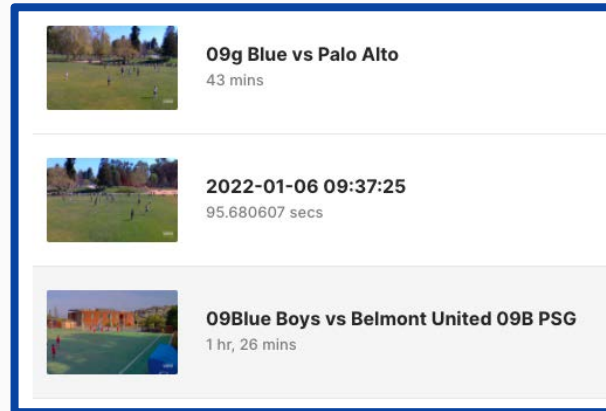 09g Blue vs Palo Alto
43 mins
2022-01-06 09:37:25
95.680607 secs
09Blue Boys vs Belmont United 09B PSG
1 hr, 26 mins